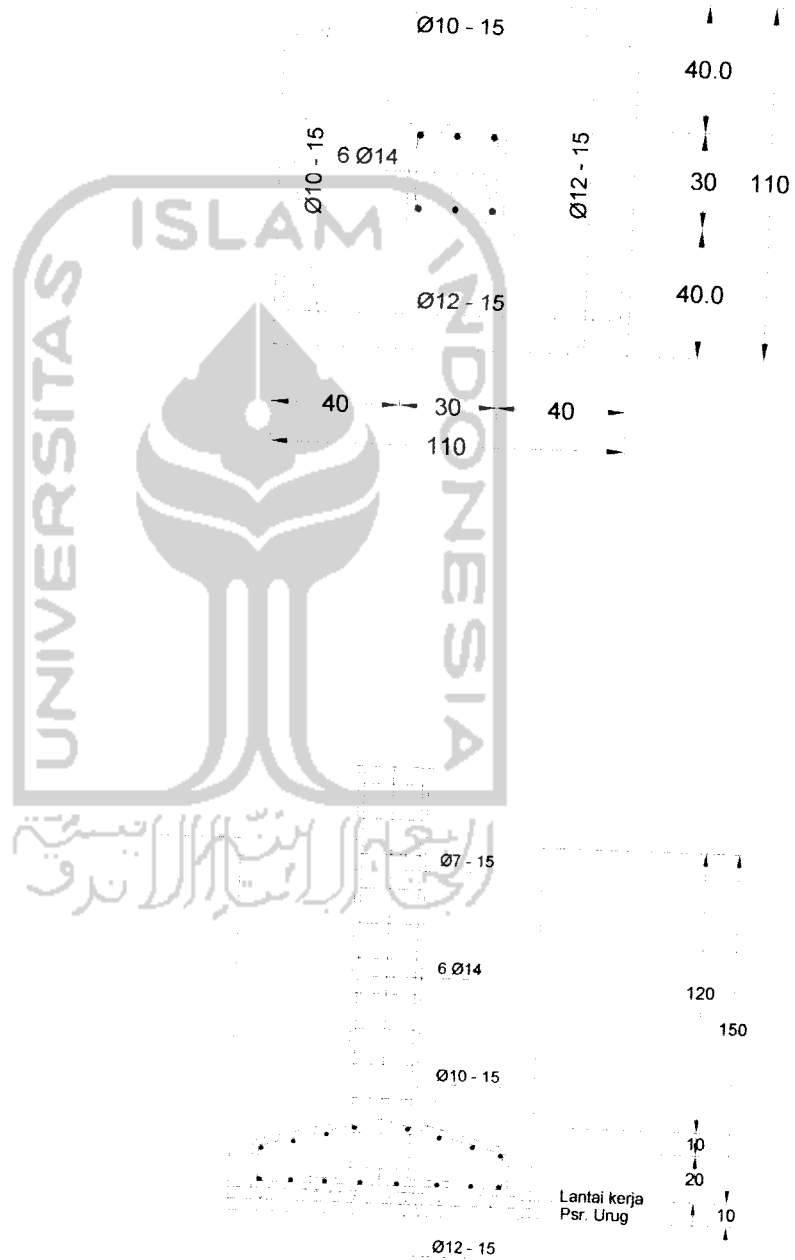 Ø10 - 15
40.0
Ø10 - 15
6 Ø14
Ø12 - 15
30
110
ISLAM
Ø12 - 15
40.0
UNIVERSITAS
INDONESIA
40
30
40
110
Ø7 - 15
6 Ø14
120
150
Ø10 - 15
10
20
Lantai kerja
Psr. Urug
10
Ø12 - 15